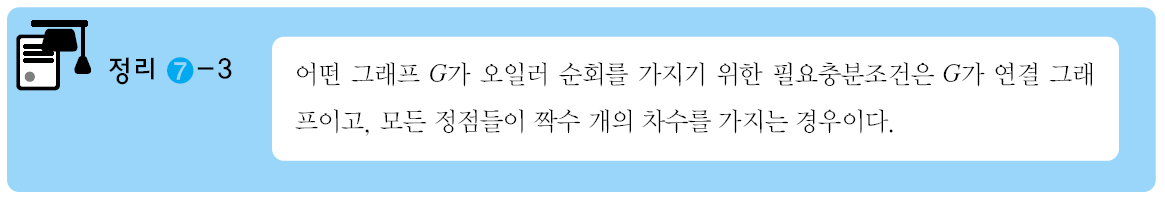 정리 7-3
어떤 그래프 G가 오일러 순회를 가지기 위한 필요충분조건은 G가 연결 그래
프이고, 모든 정점들이 짝수 개의 차수를 가지는 경우이다.